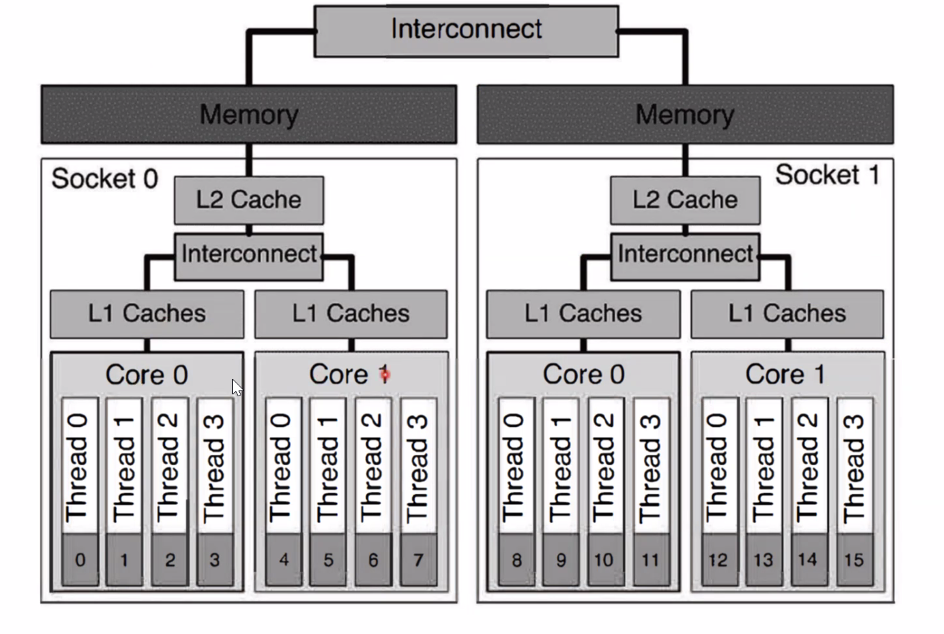 Interconnect
Memory
Memory
Socket 0
Socket 1
L2 Cache
L2 Cache
Interconnect
Interconnect
L1 Caches
L1 Caches
L1 Caches
L1 Caches
Core 0
Core 1
Core 0
Core 1
Thread 0
Thread 1
Thread 2
Thread 3
Thread 0
Thread 1
Thread 2
Thread 3
Thread 0
Thread 1
Thread 2
Thread 3
Thread 0
Thread 1
Thread 2
Thread 3
0
1
2
3
4
5
6
7
8
9
10
11
12
13
14
15